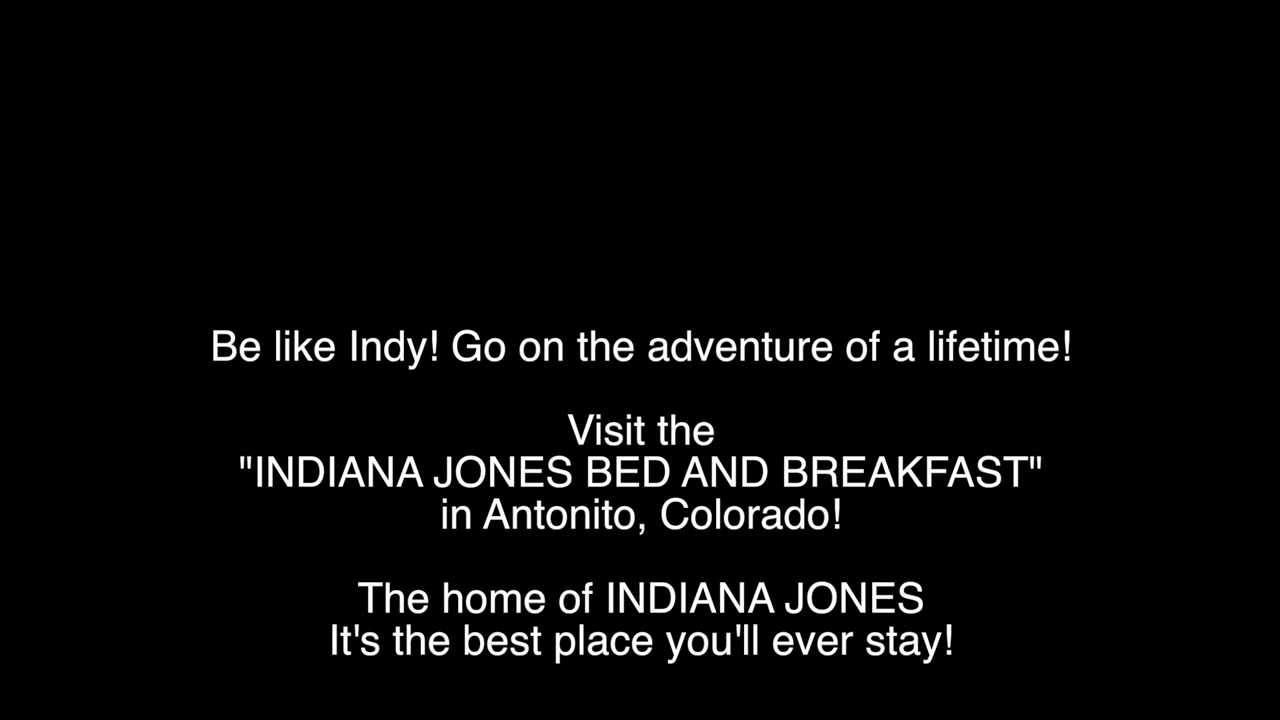 Be like Indy! Go on the adventure of a lifetime!
Visit the
"INDIANA JONES BED AND BREAKFAST"
in Antonito, Colorado!
The home of INDIANA JONES
It's the best place you'll ever stay!